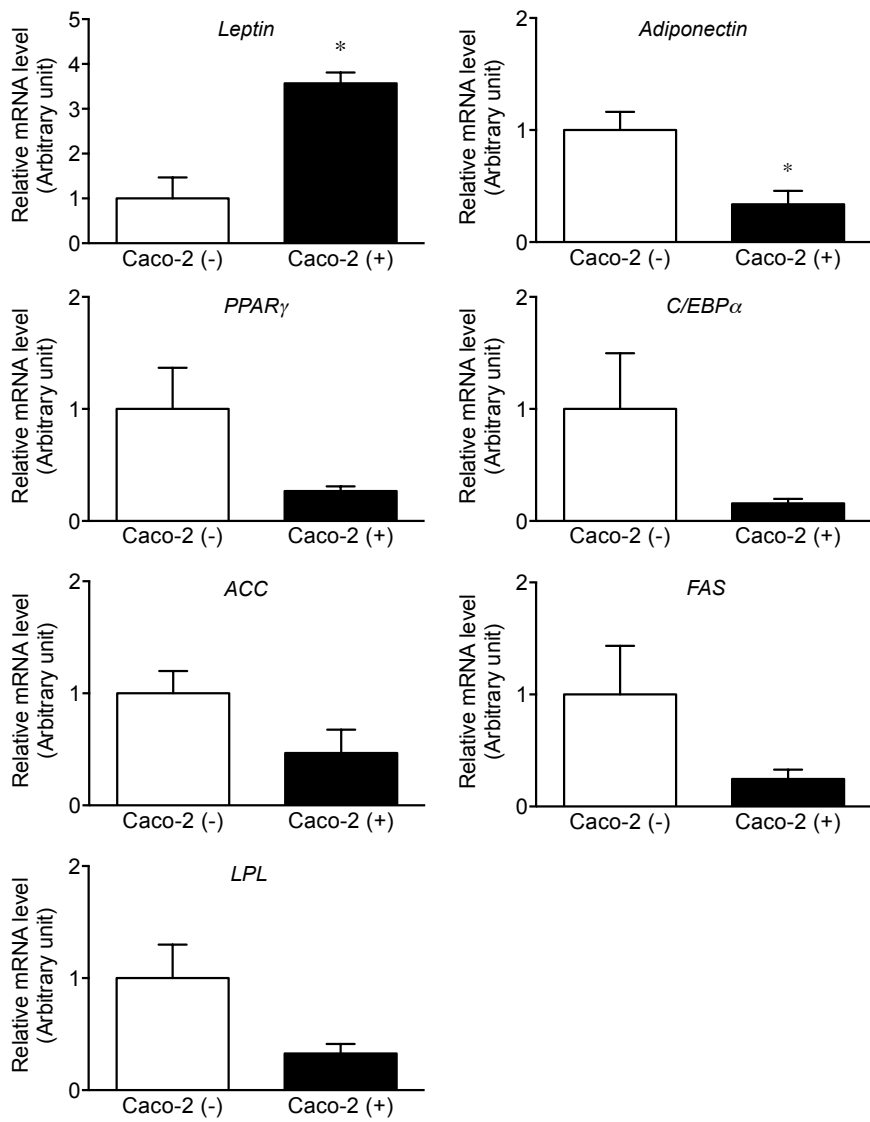 Leptin
Relative mRNA level
(Arbitrary unit)
5
4
3
2
1
0
*
Caco-2 (-)
Caco-2 (+)
Adiponectin
Relative mRNA level
(Arbitrary unit)
2
1
0
*
Caco-2 (-)
Caco-2 (+)
PPARγ
Relative mRNA level
(Arbitrary unit)
2
1
0
Caco-2 (-)
Caco-2 (+)
C/EBPα
Relative mRNA level
(Arbitrary unit)
2
1
0
Caco-2 (-)
Caco-2 (+)
ACC
Relative mRNA level
(Arbitrary unit)
2
1
0
Caco-2 (-)
Caco-2 (+)
FAS
Relative mRNA level
(Arbitrary unit)
2
1
0
Caco-2 (-)
Caco-2 (+)
LPL
Relative mRNA level
(Arbitrary unit)
2
1
0
Caco-2 (-)
Caco-2 (+)